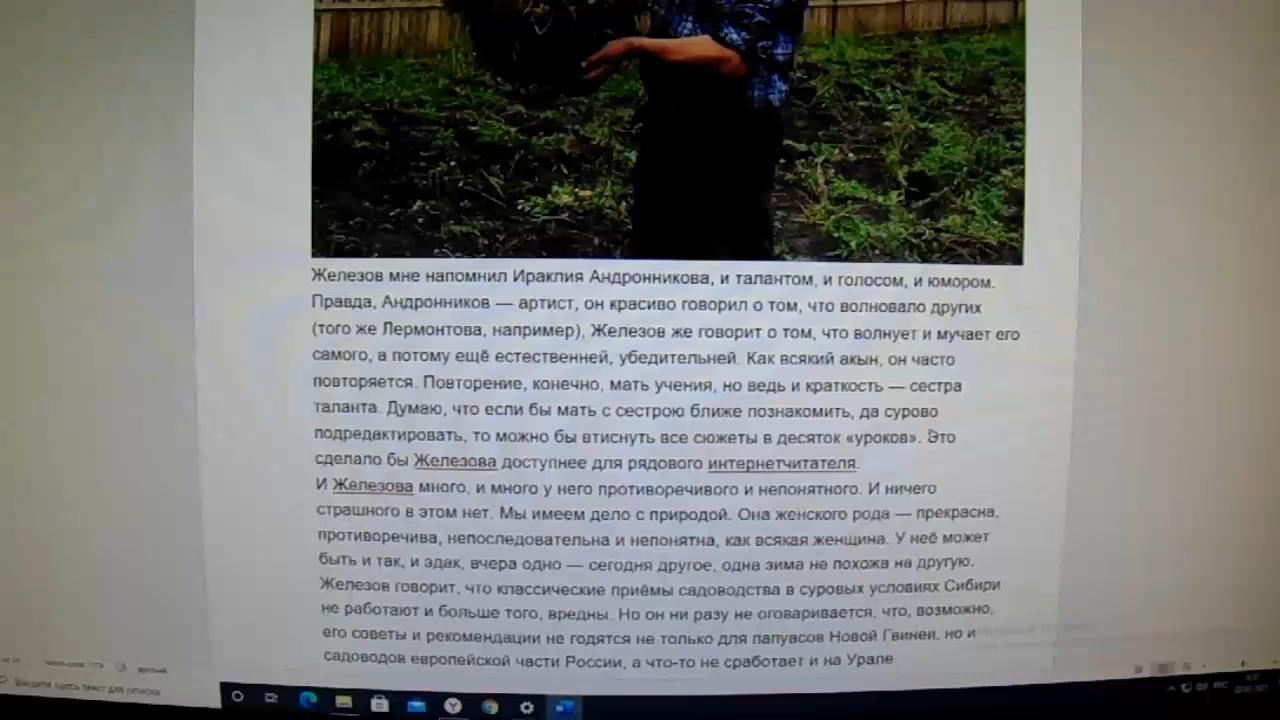 Железов мне напомнил Ираклия Андронникова, и талантом, и голосом, и юмором.
Правда, Андронников — артист, он красиво говорил о том, что волновало других
(того же Лермонтова, например), Железов же говорит о том, что волнует и мучает его
самого, а потому ещё естественней, убедительней. Как всякий акын, он часто
повторяется. Повторение, конечно, мать учения, но ведь и краткость — сестра
таланта. Думаю, что если бы мать с сестрою ближе познакомить, да сурово
подредактировать, то можно бы втиснуть все сюжеты в десяток «уроков». Это
сделало бы Железова доступнее для рядового интернетчитателя.
И Железова много, и много у него противоречивого и непонятного. И ничего
страшного в этом нет. Мы имеем дело с природой. Она женского рода — прекрасна,
противоречива, непоследовательна и непонятна, как всякая женщина. У неё может
быть и так, и эдак, вчера одно — сегодня другое, одна зима не похожа на другую.
Железов говорит, что классические приёмы садоводства в суровых условиях Сибири
не работают и больше того, вредны. Но он ни разу не оговаривается, что, возможно,
его советы и рекомендации не годятся не только для папуасов Новой Гвинеи, но и
садоводов европейской части России, а что-то не сработает и на Урале
русский
Введите здесь текст для поиска